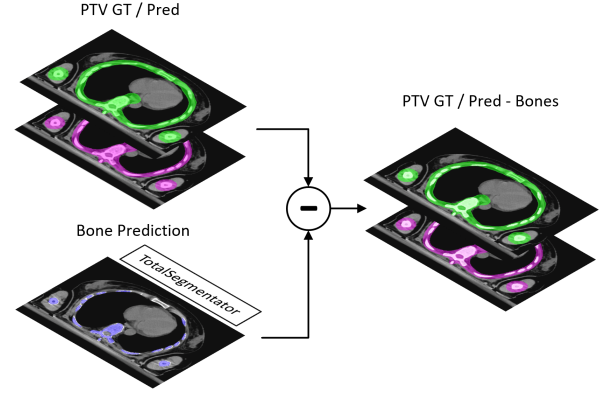 PTV GT / Pred
PTV GT / Pred - Bones
Bone Prediction
TotalSegmentator